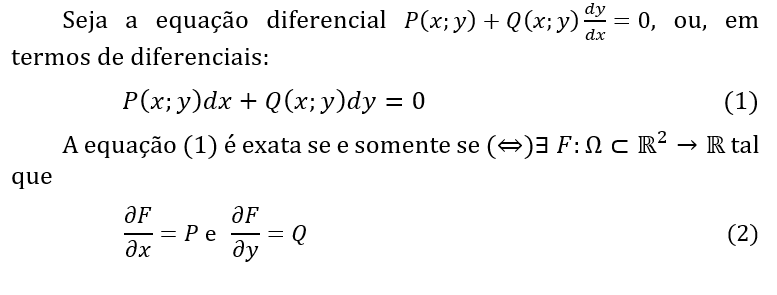 Seja a equação diferencial P(x; y) + Q(x; y) dy/dx = 0, ou, em
termos de diferenciais:
P(x; y)dx + Q(x; y)dy = 0 (1)
A equação (1) é exata se e somente se (⇔)∃ F: Ω ⊂ ℝ² → ℝ tal
que
∂F/∂x = P e ∂F/∂y = Q (2)